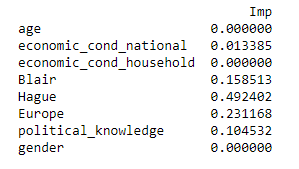 Imp
age 0.000000
economic_cond_national 0.013385
economic_cond_household 0.000000
Blair 0.158513
Hague 0.492402
Europe 0.231168
political_knowledge 0.104532
gender 0.000000